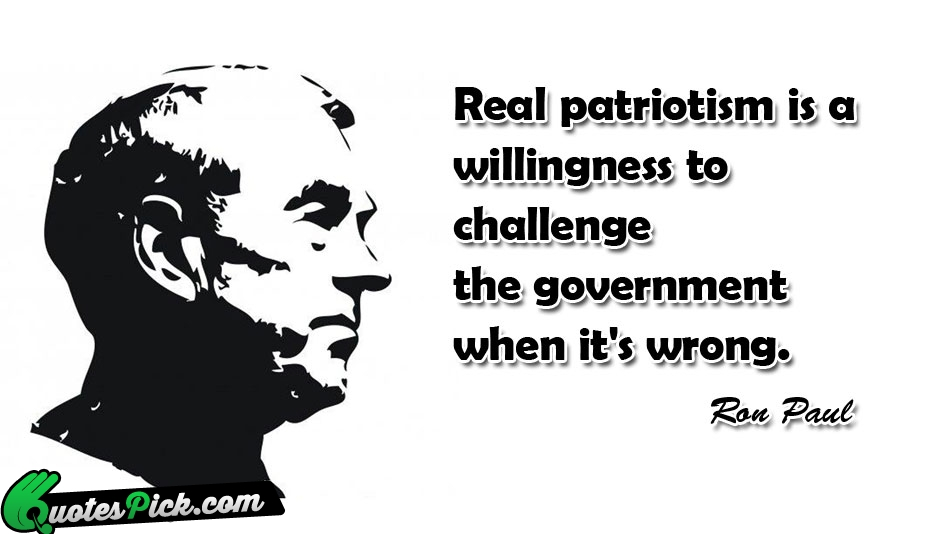 Real patriotism is a
willingness to
challenge
the government
when it's wrong.
Ron Paul
QuotesPick.com